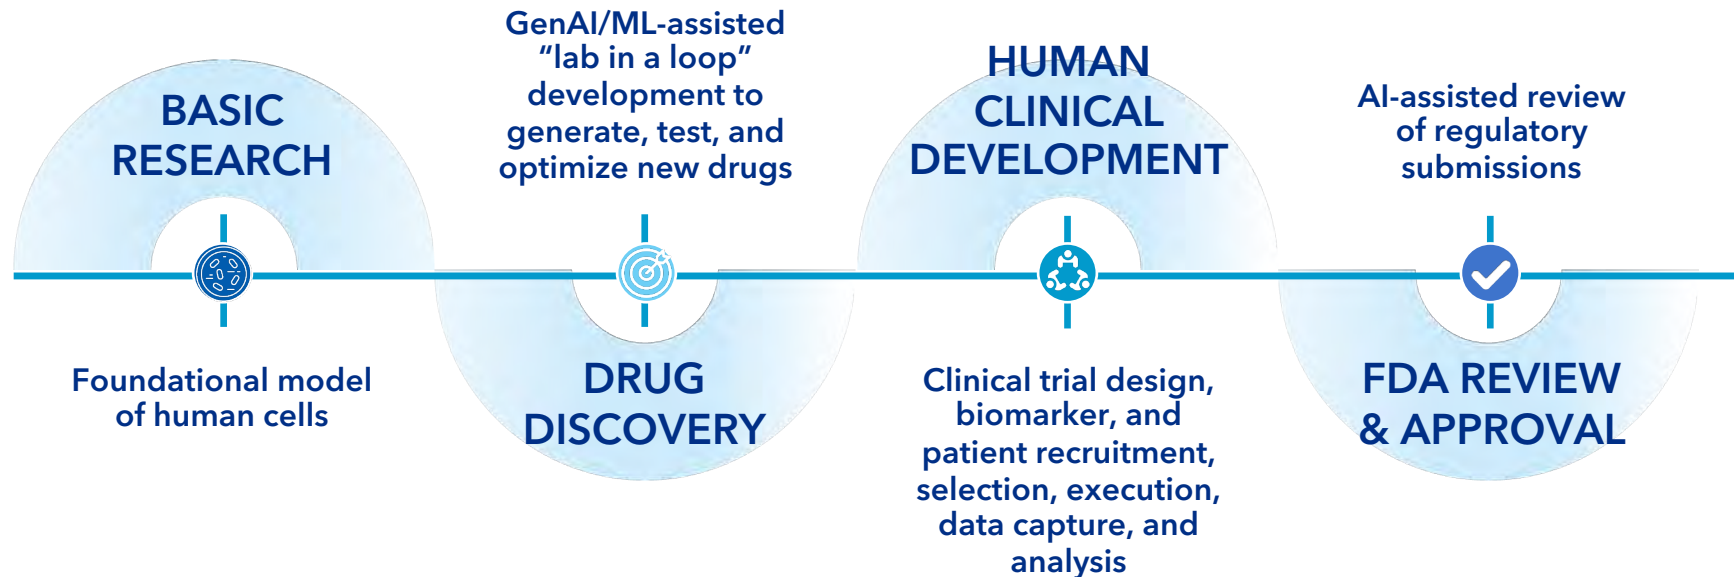 BASIC
RESEARCH
Foundational model
of human cells
GenAI/ML-assisted
“lab in a loop”
development to
generate, test, and
optimize new drugs
DRUG
DISCOVERY
HUMAN
CLINICAL
DEVELOPMENT
Clinical trial design,
biomarker, and
patient recruitment,
selection, execution,
data capture, and
analysis
AI-assisted review
of regulatory
submissions
FDA REVIEW
& APPROVAL